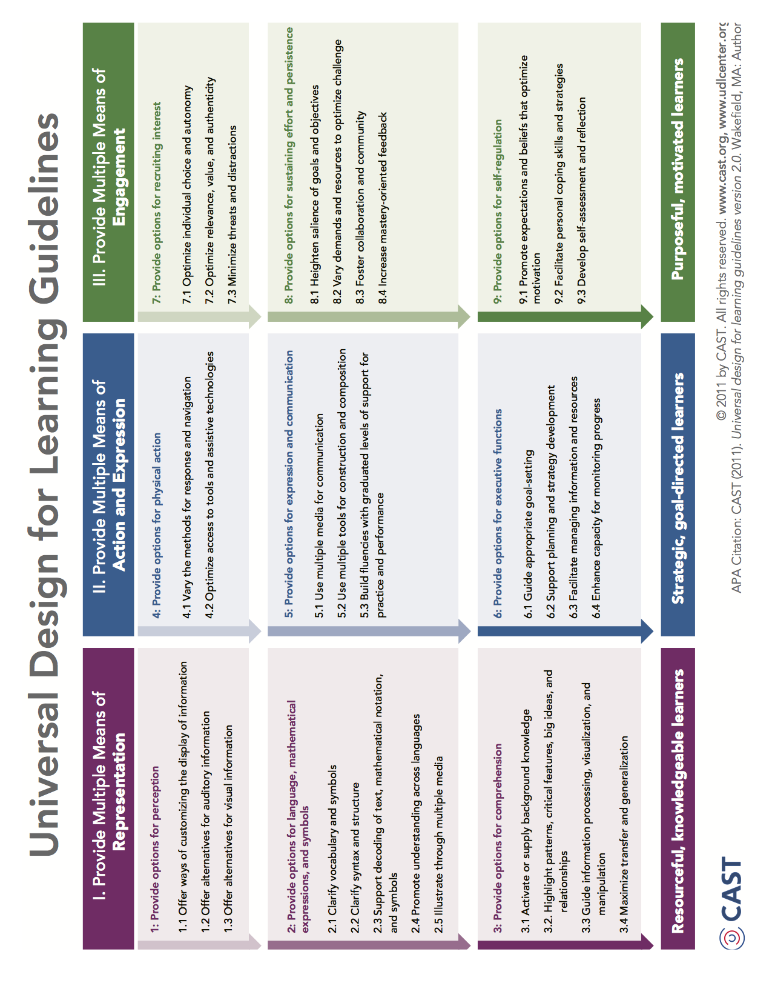 Universal Design for Learning Guidelines
I. Provide Multiple Means of
Representation
1: Provide options for perception
1.1 Offer ways of customizing the display of information
1.2 Offer alternatives for auditory information
1.3 Offer alternatives for visual information
2: Provide options for language, mathematical
expressions, and symbols
2.1 Clarify vocabulary and symbols
2.2 Clarify syntax and structure
2.3 Support decoding of text, mathematical notation,
and symbols
2.4 Promote understanding across languages
2.5 Illustrate through multiple media
3: Provide options for comprehension
3.1 Activate or supply background knowledge
3.2. Highlight patterns, critical features, big ideas, and
relationships
3.3 Guide information processing, visualization, and
manipulation
3.4 Maximize transfer and generalization
Resourceful, knowledgeable learners
II. Provide Multiple Means of
Action and Expression
4: Provide options for physical action
4.1 Vary the methods for response and navigation
4.2 Optimize access to tools and assistive technologies
5: Provide options for expression and communication
5.1 Use multiple media for communication
5.2 Use multiple tools for construction and composition
5.3 Build fluencies with graduated levels of support for
practice and performance
6: Provide options for executive functions
6.1 Guide appropriate goal-setting
6.2 Support planning and strategy development
6.3 Facilitate managing information and resources
6.4 Enhance capacity for monitoring progress
Strategic, goal-directed learners
III. Provide Multiple Means of
Engagement
7: Provide options for recruiting interest
7.1 Optimize individual choice and autonomy
7.2 Optimize relevance, value, and authenticity
7.3 Minimize threats and distractions
8: Provide options for sustaining effort and persistence
8.1 Heighten salience of goals and objectives
8.2 Vary demands and resources to optimize challenge
8.3 Foster collaboration and community
8.4 Increase mastery-oriented feedback
9: Provide options for self-regulation
9.1 Promote expectations and beliefs that optimize
motivation
9.2 Facilitate personal coping skills and strategies
9.3 Develop self-assessment and reflection
Purposeful, motivated learners
CAST
© 2011 by CAST. All rights reserved. www.cast.org, www.udlcenter.org
APA Citation: CAST (2011). Universal design for learning guidelines version 2.0. Wakefield, MA: Author